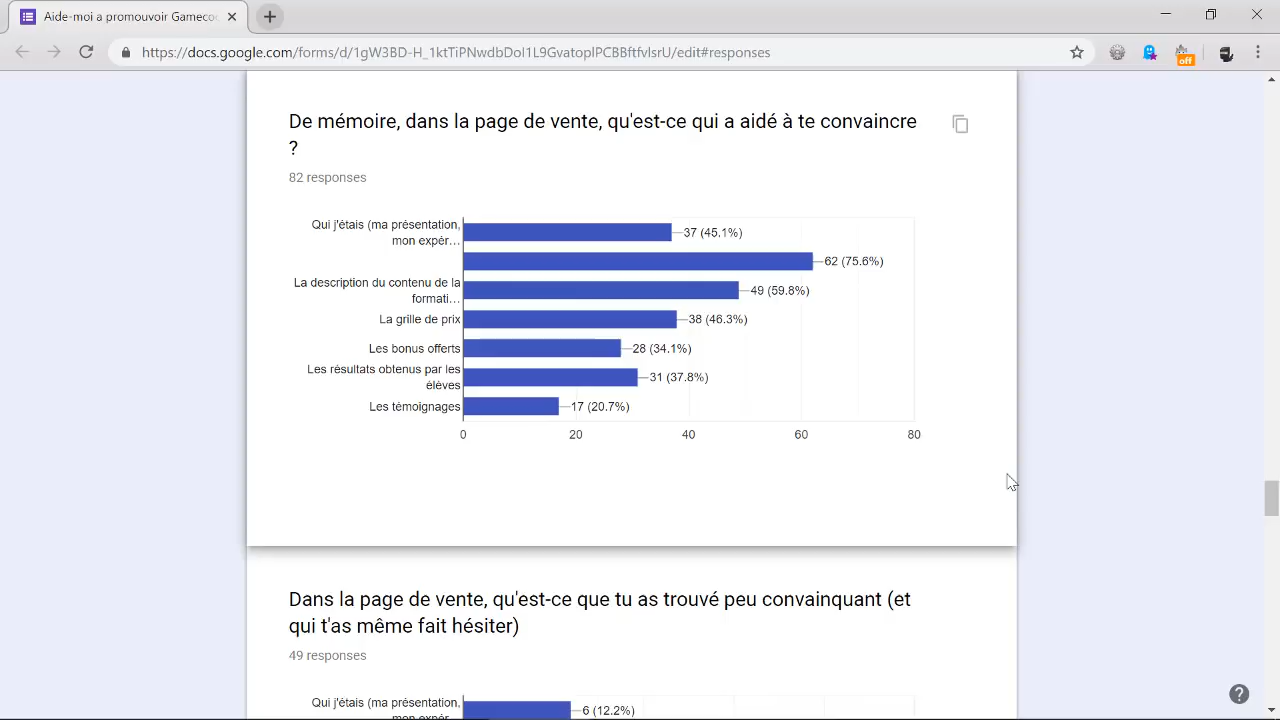 Aide-moi a promouvoir Gameco
https://docs.google.com/forms/d/1gW3BD-H_1ktTiPNwdbDol1L9GvatoplPCBBftfvlsrU/edit#responses
off
De mémoire, dans la page de vente, qu'est-ce qui a aidé à te convaincre
?
82 responses
Qui j'étais (ma présentation,
mon expér…
37 (45.1%)
62 (75.6%)
La description du contenu de la
formati…
49 (59.8%)
La grille de prix
38 (46.3%)
Les bonus offerts
28 (34.1%)
Les résultats obtenus par les
élèves
31 (37.8%)
Les témoignages
17 (20.7%)
0 20 40 60 80
Dans la page de vente, qu'est-ce que tu as trouvé peu convainquant (et
qui t'as même fait hésiter)
49 responses
Qui j'étais (ma présentation,
mon expér…
6 (12.2%)